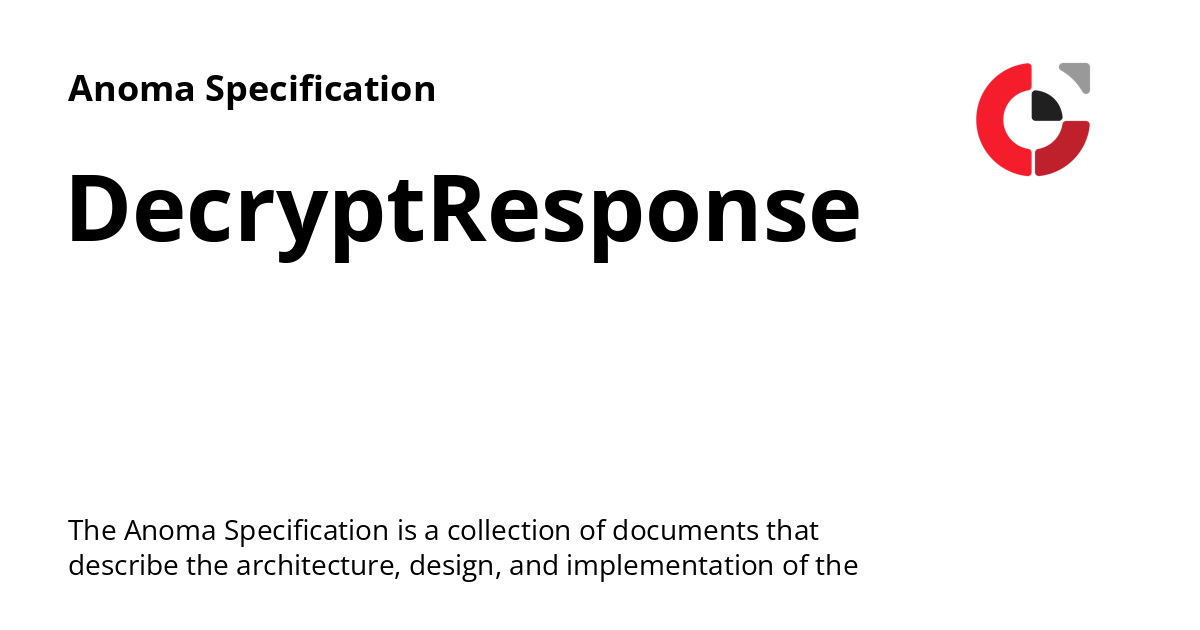 Anoma Specification
DecryptResponse
The Anoma Specification is a collection of documents that
describe the architecture, design, and implementation of the